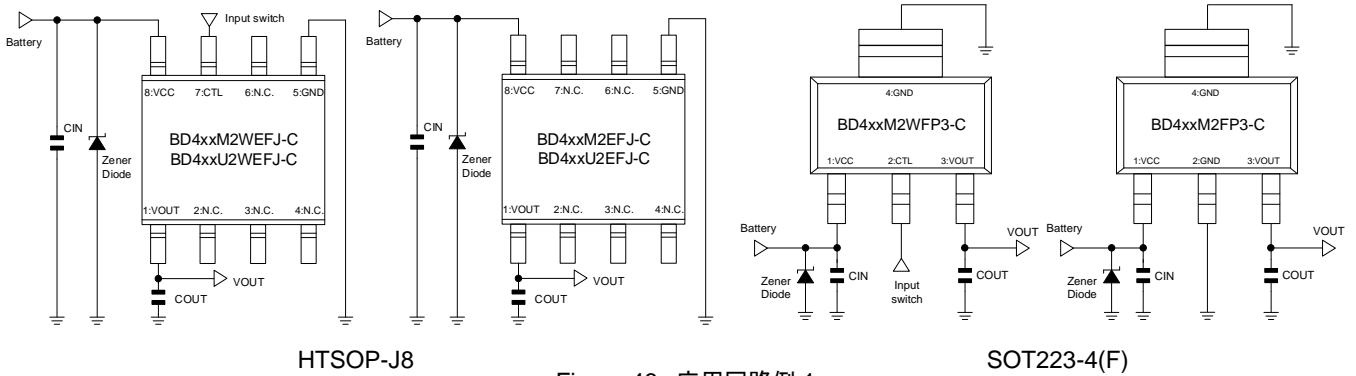 Battery
Input switch
CIN
Zener
Diode
8:VCC 7:CTL 6:N.C. 5:GND
BD4xxM2WEFJ-C
BD4xxU2WEFJ-C
1:VOUT 2:N.C. 3:N.C. 4:N.C.
VOUT
COUT
Battery
CIN
Zener
Diode
8:VCC 7:N.C. 6:N.C. 5:GND
BD4xxM2EFJ-C
BD4xxU2EFJ-C
1:VOUT 2:N.C. 3:N.C. 4:N.C.
VOUT
COUT
HTSOP-J8
4:GND
BD4xxM2WFP3-C
1:VCC 2:CTL 3:VOUT
Battery
VOUT
Zener
Diode
CIN
Input
switch
COUT
4:GND
BD4xxM2FP3-C
1:VCC 2:GND 3:VOUT
Battery
VOUT
Zener
Diode
CIN
COUT
SOT223-4(F)